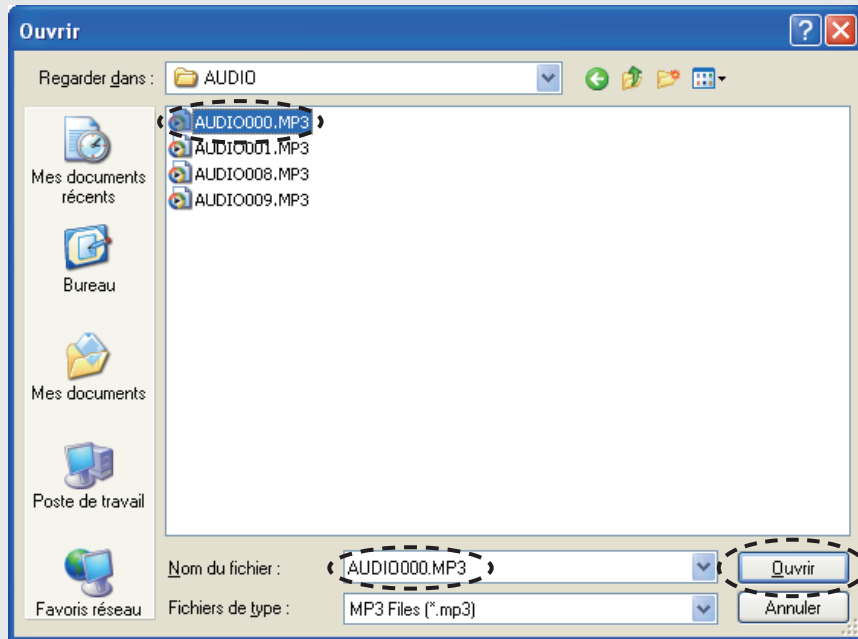 Ouvrir
Regarder dans :
AUDIO
AUDIO000.MP3
AUDIO001.MP3
AUDIO008.MP3
AUDIO009.MP3
Mes documents
récents
Bureau
Mes documents
Poste de travail
Favoris réseau
Nom du fichier :
AUDIO000.MP3
Ouvrir
Fichiers de type :
MP3 Files (*.mp3)
Annuler